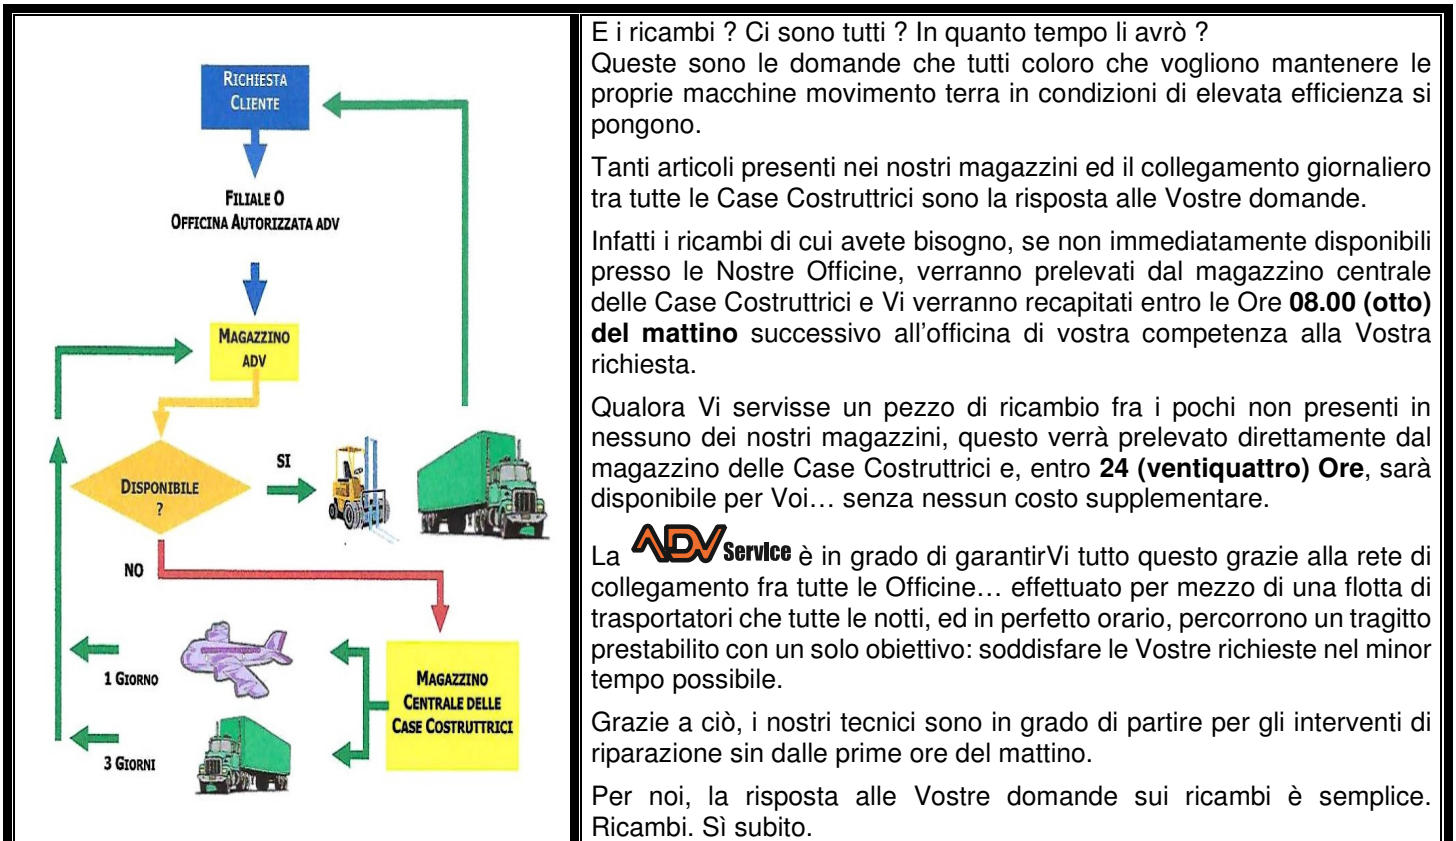 RICHIESTA
CLIENTE
FILIALE O
OFFICINA AUTORIZZATA ADV
MAGAZZINO
ADV
DISPONIBILE
?
SI
NO
1 GIORNO
3 GIORNI
MAGAZZINO
CENTRALE DELLE
CASE COSTRUTTRICI
E i ricambi ? Ci sono tutti ? In quanto tempo li avrò ?
Queste sono le domande che tutti coloro che vogliono mantenere le
proprie macchine movimento terra in condizioni di elevata efficienza si
pongono.
Tanti articoli presenti nei nostri magazzini ed il collegamento giornaliero
tra tutte le Case Costruttrici sono la risposta alle Vostre domande.
Infatti i ricambi di cui avete bisogno, se non immediatamente disponibili
presso le Nostre Officine, verranno prelevati dal magazzino centrale
delle Case Costruttrici e Vi verranno recapitati entro le Ore 08.00 (otto)
del mattino successivo all’officina di vostra competenza alla Vostra
richiesta.
Qualora Vi servisse un pezzo di ricambio fra i pochi non presenti in
nessuno dei nostri magazzini, questo verrà prelevato direttamente dal
magazzino delle Case Costruttrici e, entro 24 (ventiquattro) Ore, sarà
disponibile per Voi… senza nessun costo supplementare.
La ADV Service è in grado di garantirVi tutto questo grazie alla rete di
collegamento fra tutte le Officine… effettuato per mezzo di una flotta di
trasportatori che tutte le notti, ed in perfetto orario, percorrono un tragitto
prestabilito con un solo obiettivo: soddisfare le Vostre richieste nel minor
tempo possibile.
Grazie a ciò, i nostri tecnici sono in grado di partire per gli interventi di
riparazione sin dalle prime ore del mattino.
Per noi, la risposta alle Vostre domande sui ricambi è semplice.
Ricambi. Sì subito.